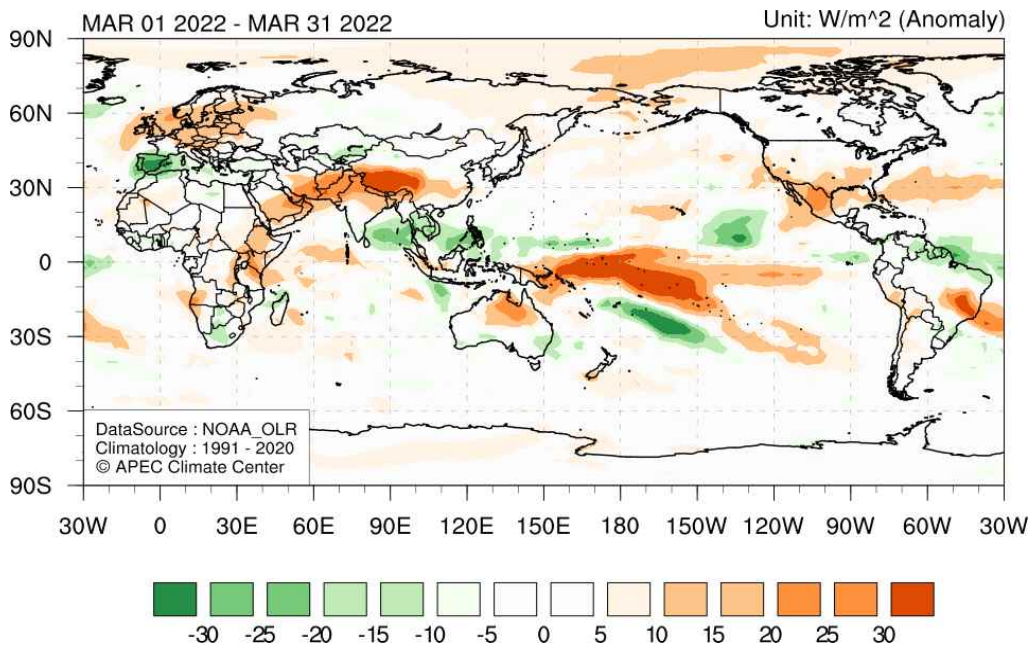 MAR 01 2022 - MAR 31 2022
Unit: W/m^2 (Anomaly)
90N
60N
30N
0
30S
60S
90S
DataSource : NOAA_OLR
Climatology : 1991 - 2020
© APEC Climate Center
30W 0 30E 60E 90E 120E 150E 180 150W 120W 90W 60W 30W
-30 -25 -20 -15 -10 -5 0 5 10 15 20 25 30